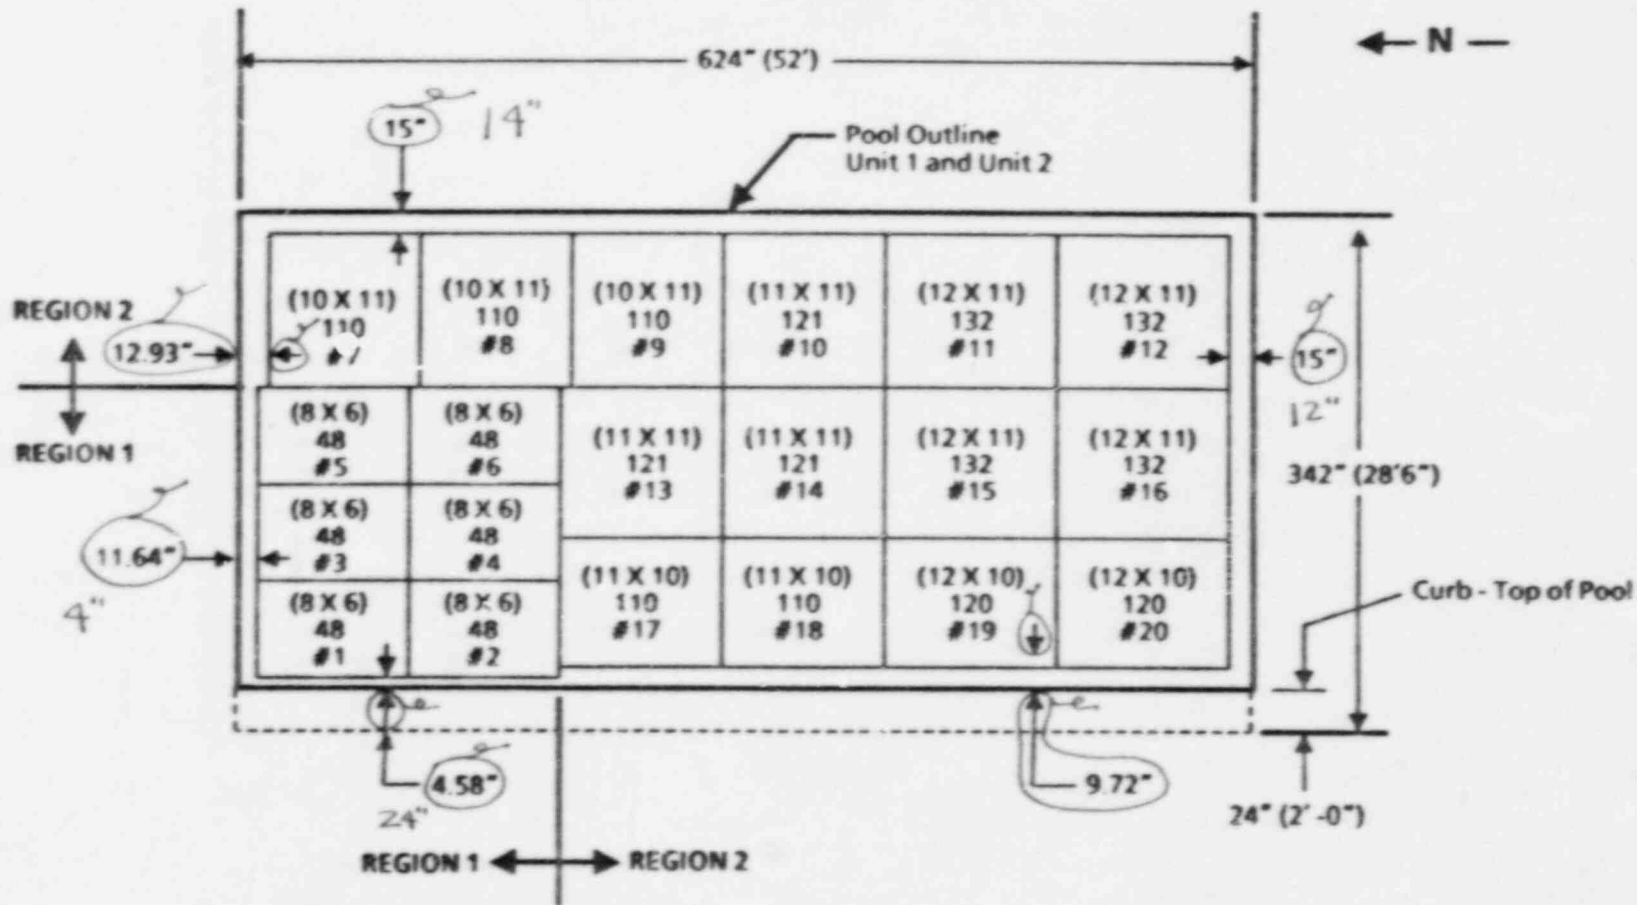 624" (52')
← N —
15" 14"
Pool Outline
Unit 1 and Unit 2
REGION 2
12.93"
REGION 1
11.64"
4"
(10 X 11)
110
#7
(10 X 11)
110
#8
(10 X 11)
110
#9
(11 X 11)
121
#10
(12 X 11)
132
#11
(12 X 11)
132
#12
15"
12"
(8 X 6)
48
#5
(8 X 6)
48
#6
(11 X 11)
121
#13
(11 X 11)
121
#14
(12 X 11)
132
#15
(12 X 11)
132
#16
342" (28'6")
(8 X 6)
48
#3
(8 X 6)
48
#4
(8 X 6)
48
#1
(8 X 6)
48
#2
(11 X 10)
110
#17
(11 X 10)
110
#18
(12 X 10)
120
#19
(12 X 10)
120
#20
Curb - Top of Pool
4.58"
24"
9.72"
24" (2' -0")
REGION 1
REGION 2